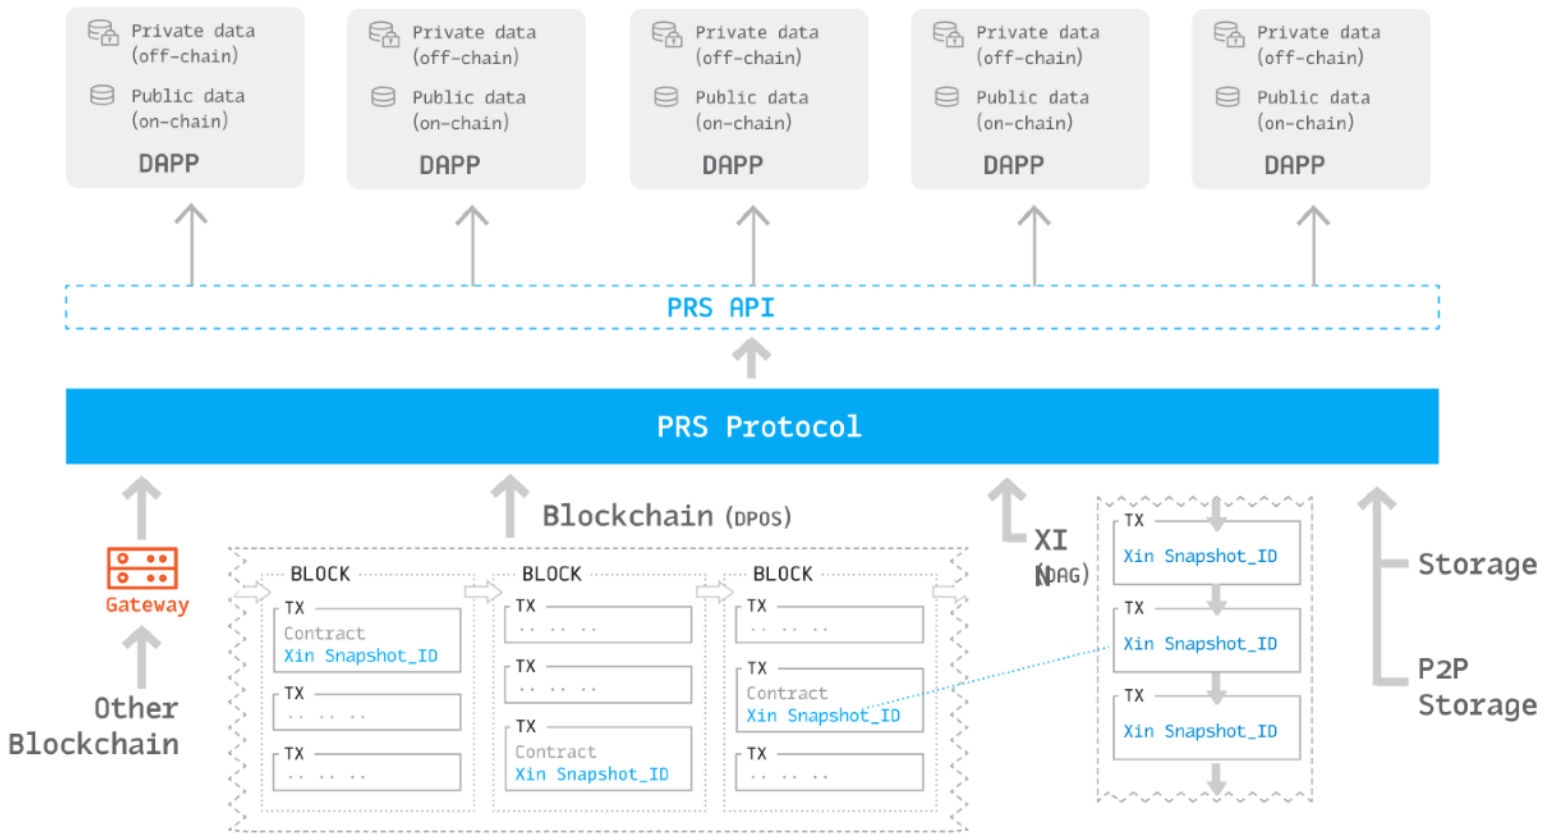 Private data
(off-chain)
Public data
(on-chain)
DAPP
Private data
(off-chain)
Public data
(on-chain)
DAPP
Private data
(off-chain)
Public data
(on-chain)
DAPP
Private data
(off-chain)
Public data
(on-chain)
DAPP
Private data
(off-chain)
Public data
(on-chain)
DAPP
PRS API
PRS Protocol
Gateway
Other
Blockchain
Blockchain (DPOS)
BLOCK
TX
Contract
Xin Snapshot_ID
TX
.. .. ..
TX
.. .. ..
BLOCK
TX
.. .. ..
TX
.. .. ..
TX
Contract
Xin Snapshot_ID
BLOCK
TX
.. .. ..
TX
Contract
Xin Snapshot_ID
TX
.. .. ..
XI
N
(DAG)
TX
Xin Snapshot_ID
TX
Xin Snapshot_ID
TX
Xin Snapshot_ID
Storage
P2P
Storage